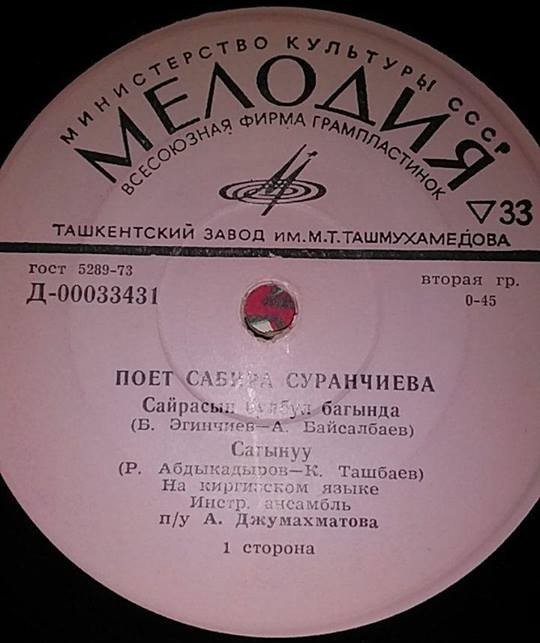 МИНИСТЕРСТВО КУЛЬТУРЫ СССР
МЕЛОДИЯ
ВСЕСОЮЗНАЯ ФИРМА ГРАМПЛАСТИНОК
▽33
ТАШКЕНТСКИЙ ЗАВОД ИМ.М.Т.ТАШМУХАМЕДОВА
гост 5289-73
вторая гр.
Д-00033431
0-45
ПОЕТ САБИРА СУРАНЧИЕВА
Сайрасын булбул багында
(Б. Эгинчиев—А. Байсалбаев)
Сагынуу
(Р. Абдыкадыров—К. Ташбаев)
На киргизском языке
Инстр. ансамбль
п/у А. Джумахматова
1 сторона